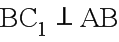 BC₁ ⊥ AB